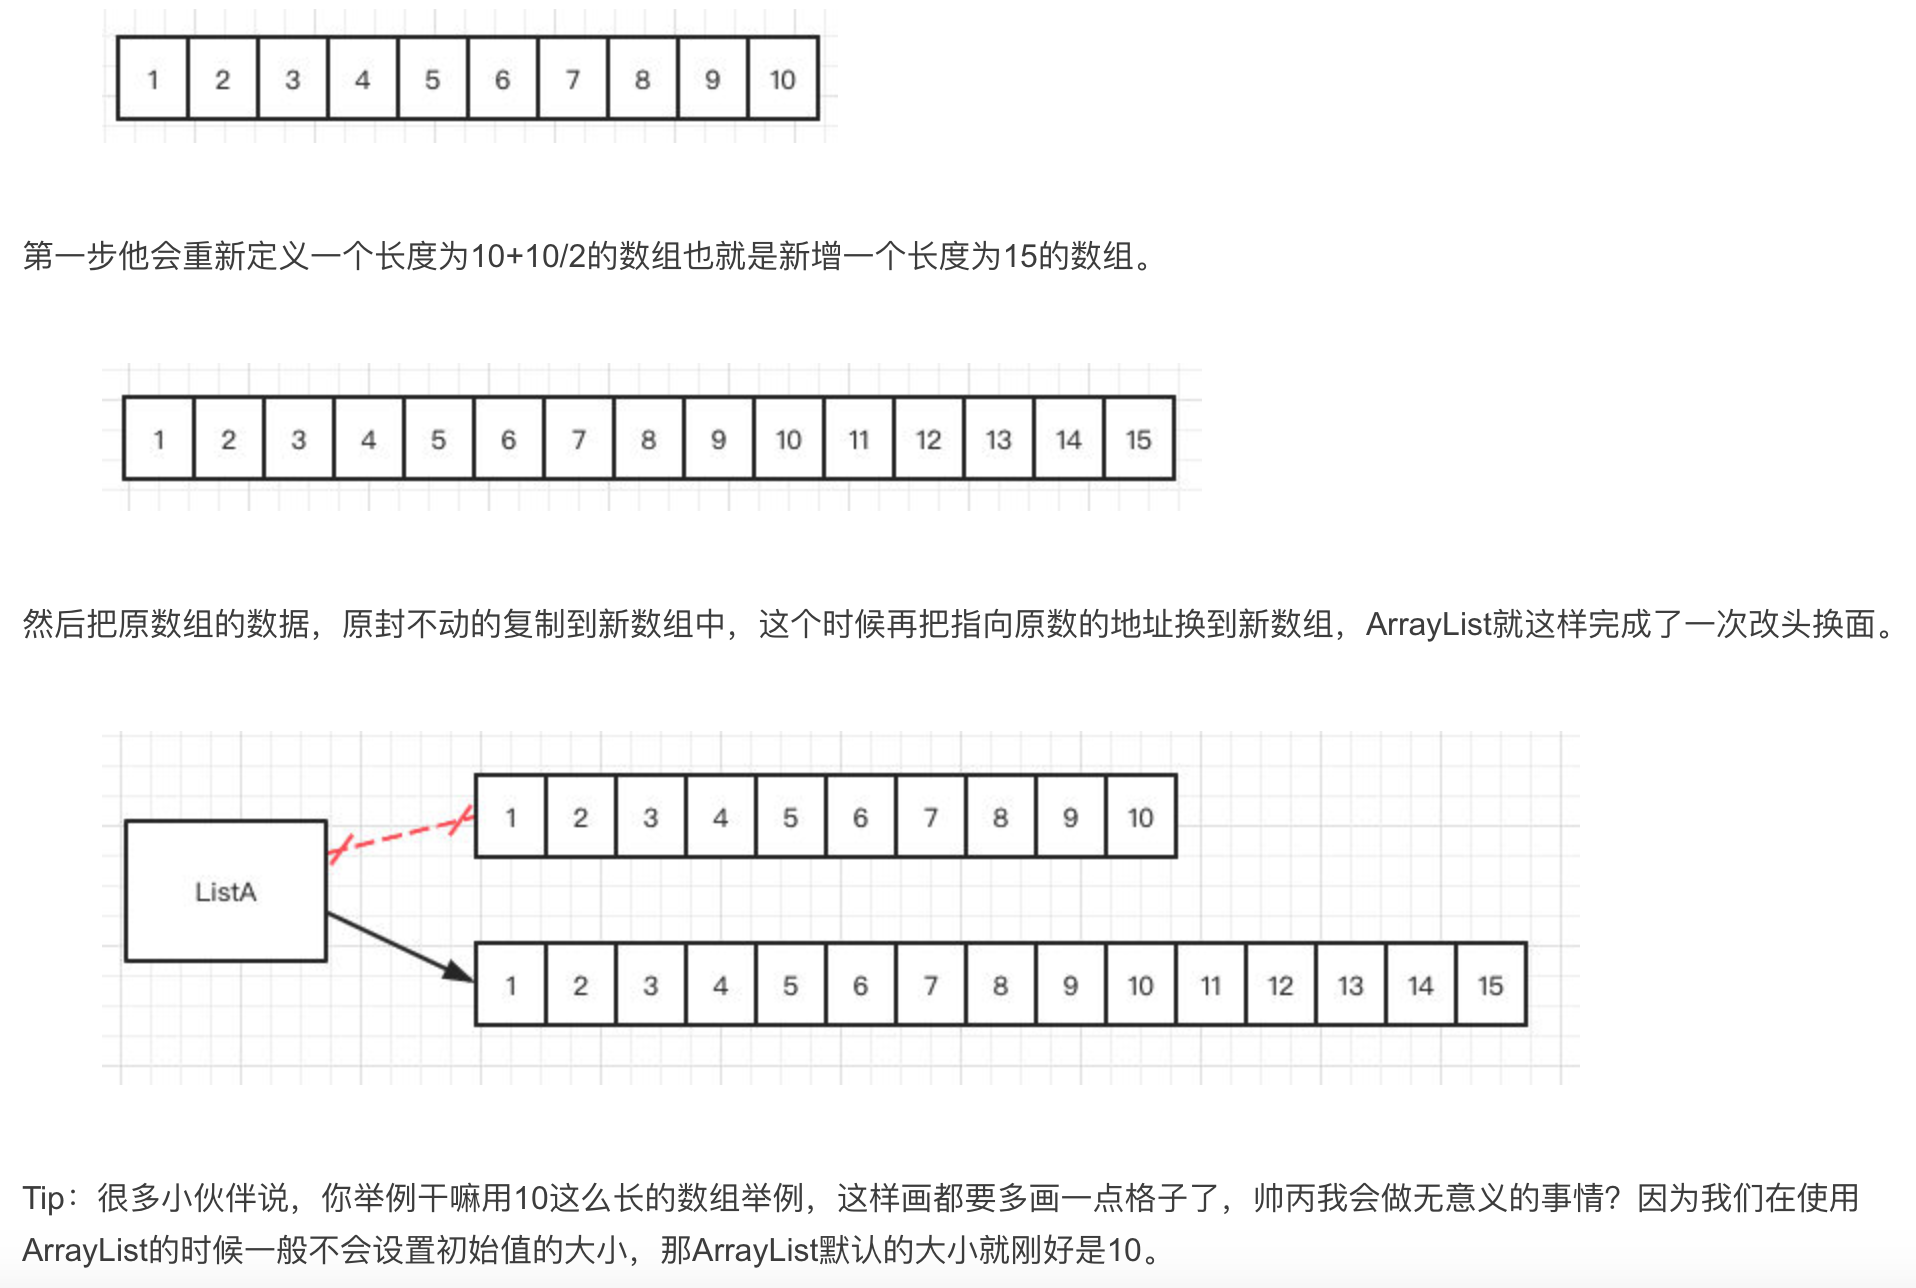 1 2 3 4 5 6 7 8 9 10
第一步他会重新定义一个长度为10+10/2的数组也就是新增一个长度为15的数组。
1 2 3 4 5 6 7 8 9 10 11 12 13 14 15
然后把原数组的数据，原封不动的复制到新数组中，这个时候再把指向原数的地址换到新数组，ArrayList就这样完成了一次改头换面。
1 2 3 4 5 6 7 8 9 10
ListA
1 2 3 4 5 6 7 8 9 10 11 12 13 14 15
Tip：很多小伙伴说，你举例干嘛用10这么长的数组举例，这样画都要多画一点格子了，帅丙我会做无意义的事情？因为我们在使用
ArrayList的时候一般不会设置初始值的大小，那ArrayList默认的大小就刚好是10。